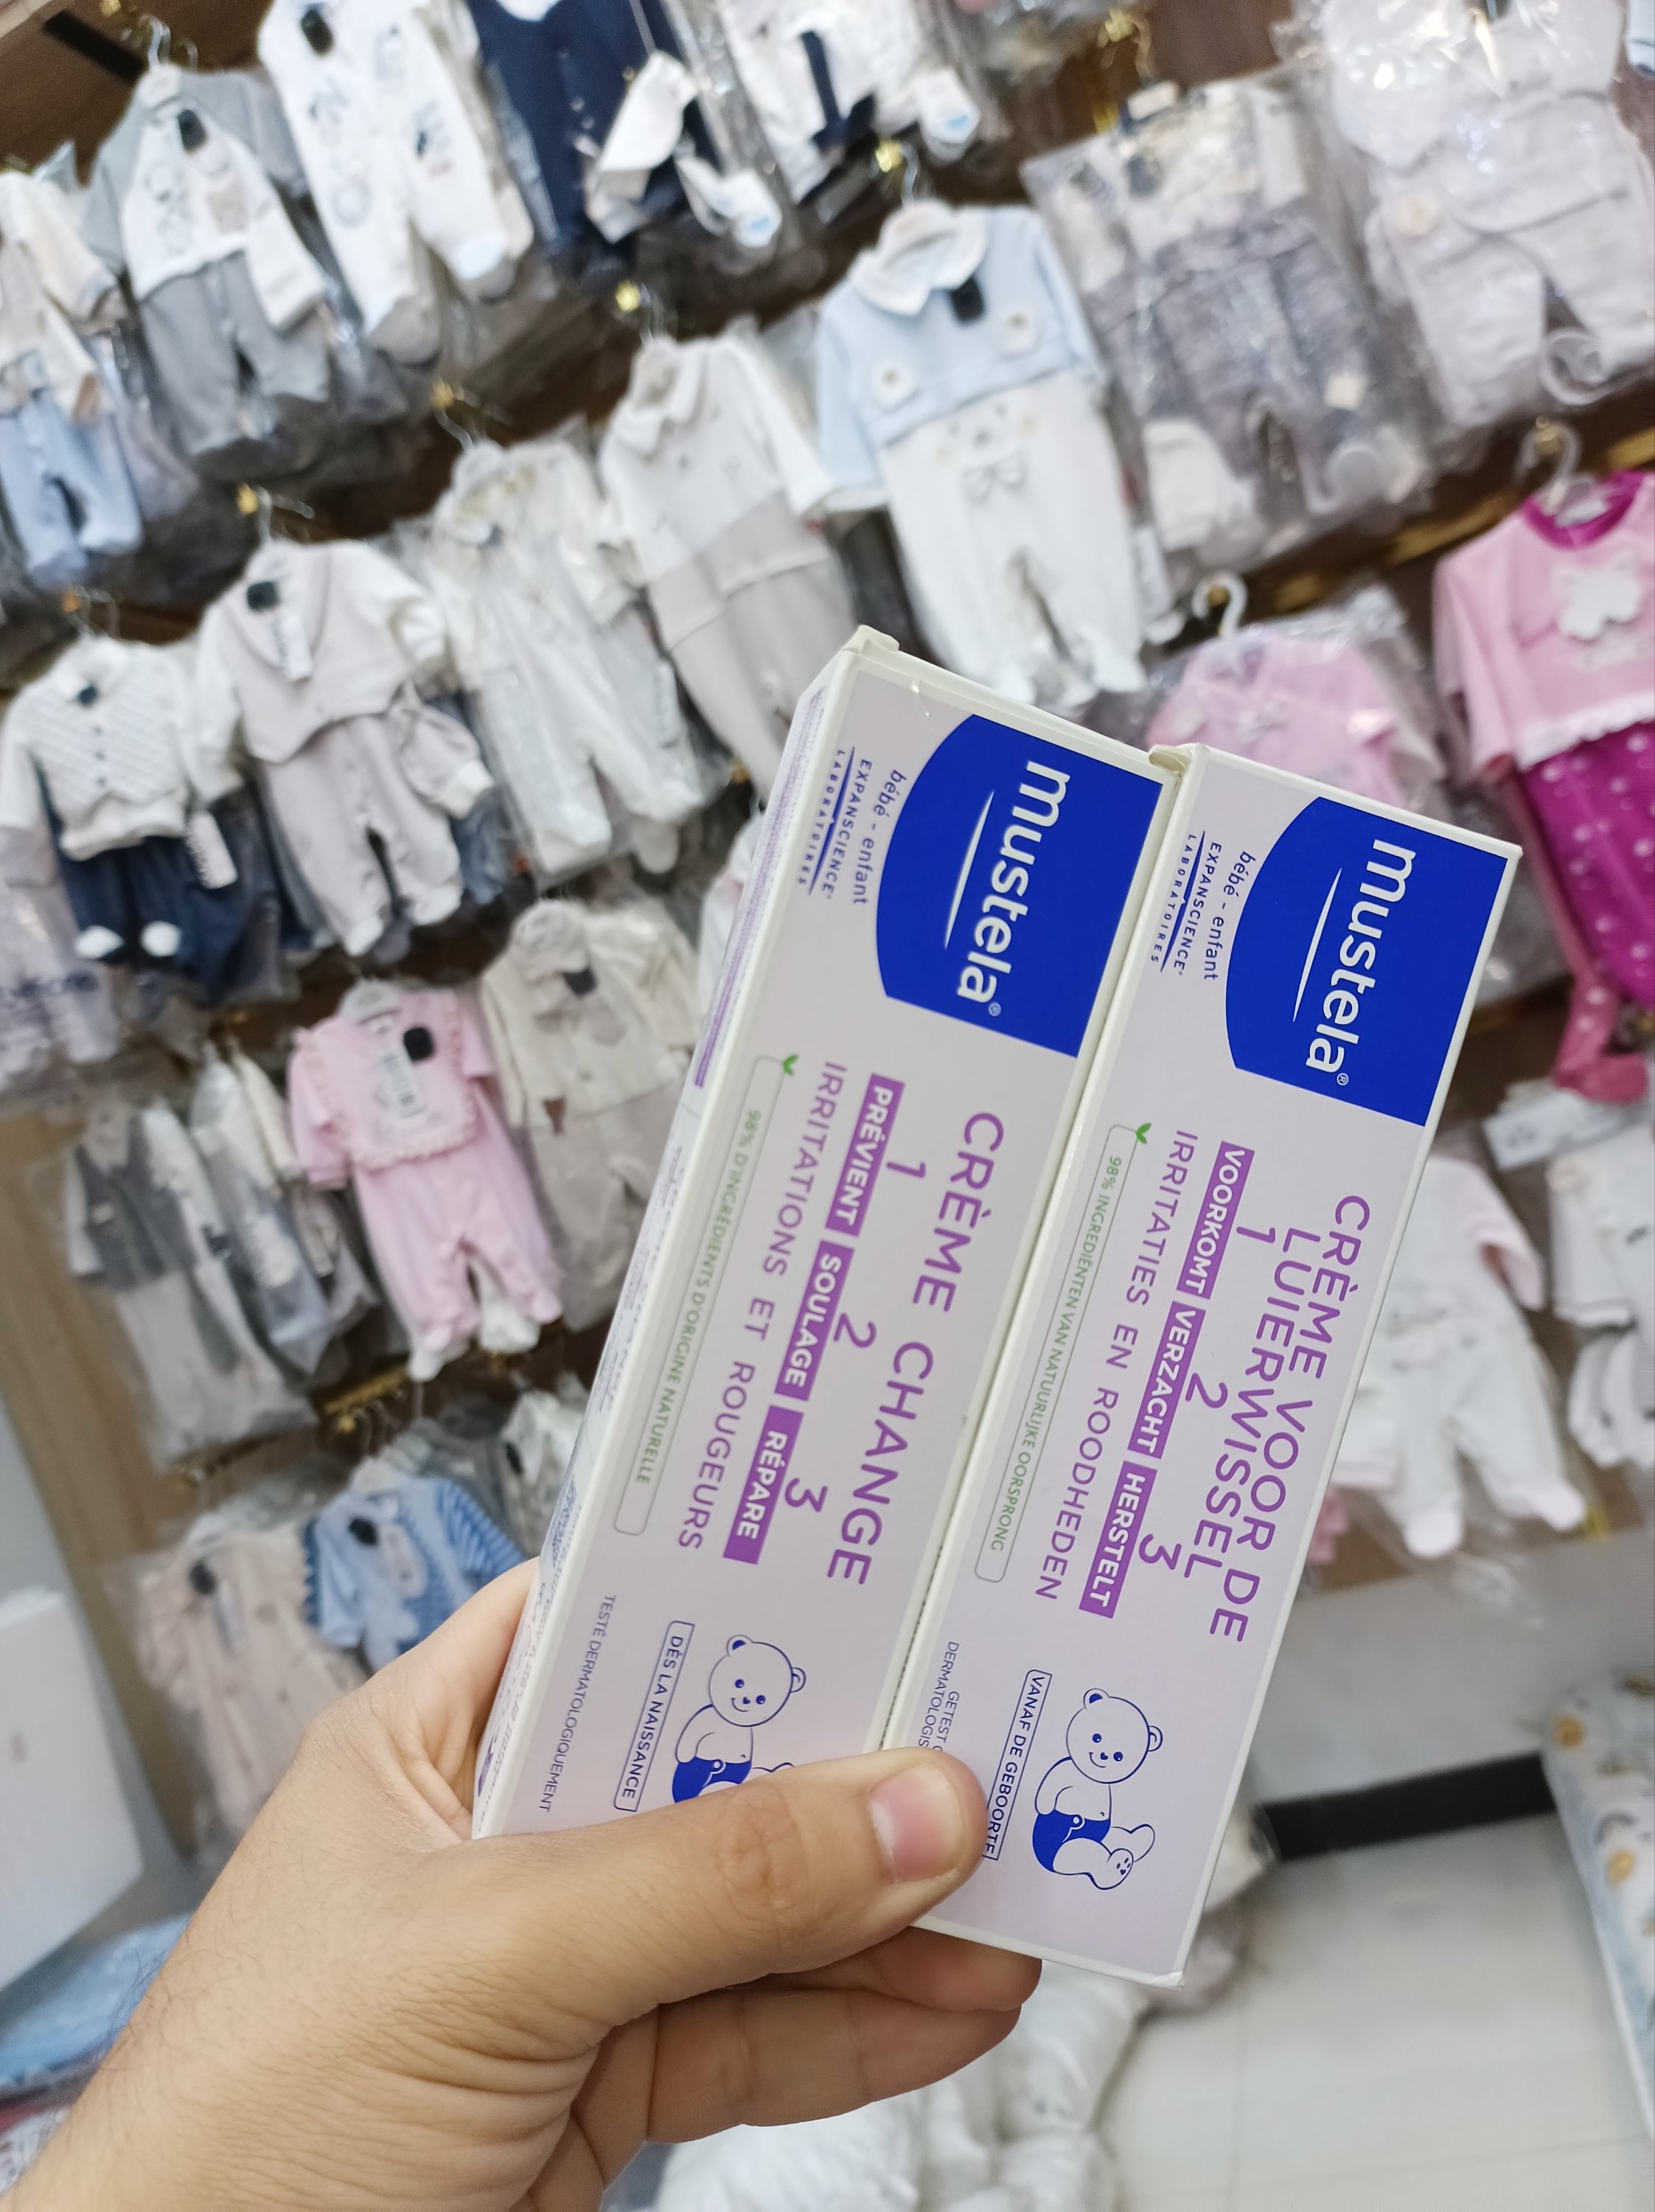 mustela®
bébé - enfant
EXPANSCIENCE®
LABORATOIRES
CRÈME CHANGE
1 2 3
PRÉVIENT SOULAGE RÉPARE
IRRITATIONS ET ROUGEURS
98% D'INGRÉDIENTS D'ORIGINE NATURELLE
DÈS LA NAISSANCE
TESTÉ DERMATOLOGIQUEMENT
mustela®
bébé - enfant
EXPANSCIENCE®
LABORATOIRES
CRÈME VOOR DE
LUIERWISSEL
1 2 3
VOORKOMT VERZACHT HERSTELT
IRRITATIES EN ROODHEDEN
98% INGREDIENTEN VAN NATUURLIJKE OORSPRONG
VANAF DE GEBOORTE
GETEST